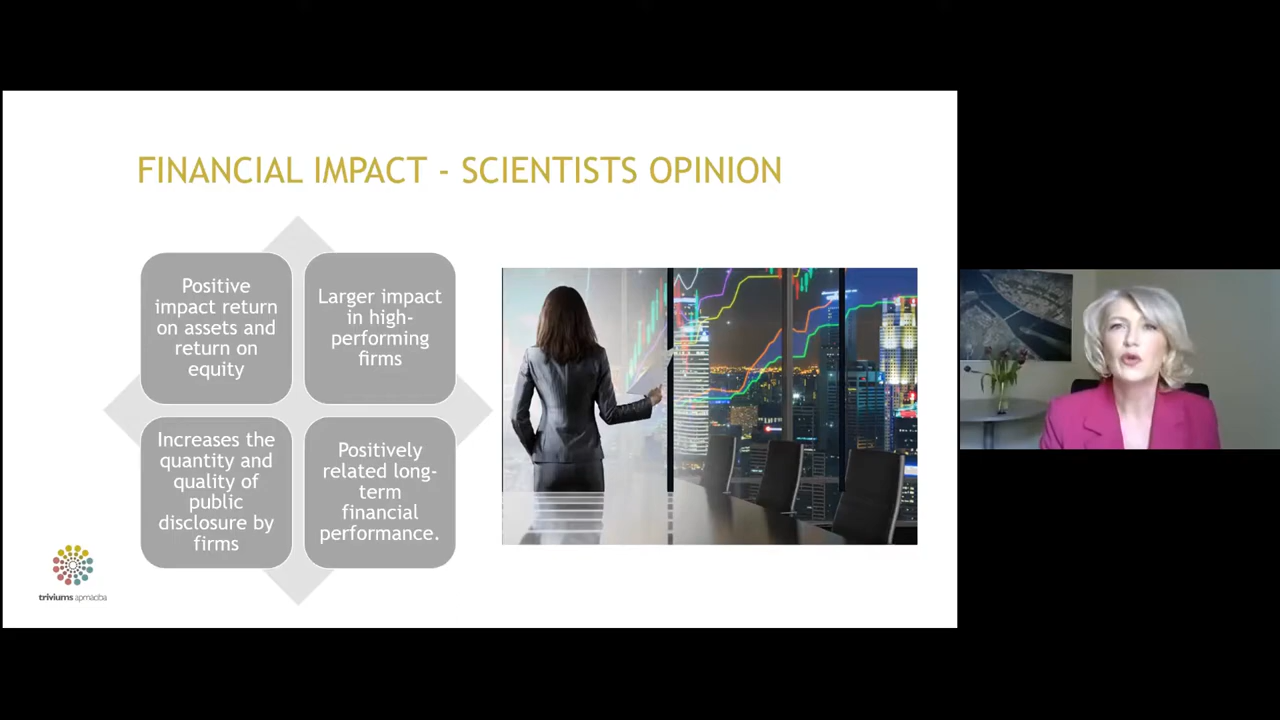 FINANCIAL IMPACT - SCIENTISTS OPINION
Positive
impact return
on assets and
return on
equity
Larger impact
in high-
performing
firms
Increases the
quantity and
quality of
public
disclosure by
firms
Positively
related long-
term
financial
performance.
triviums apmācība